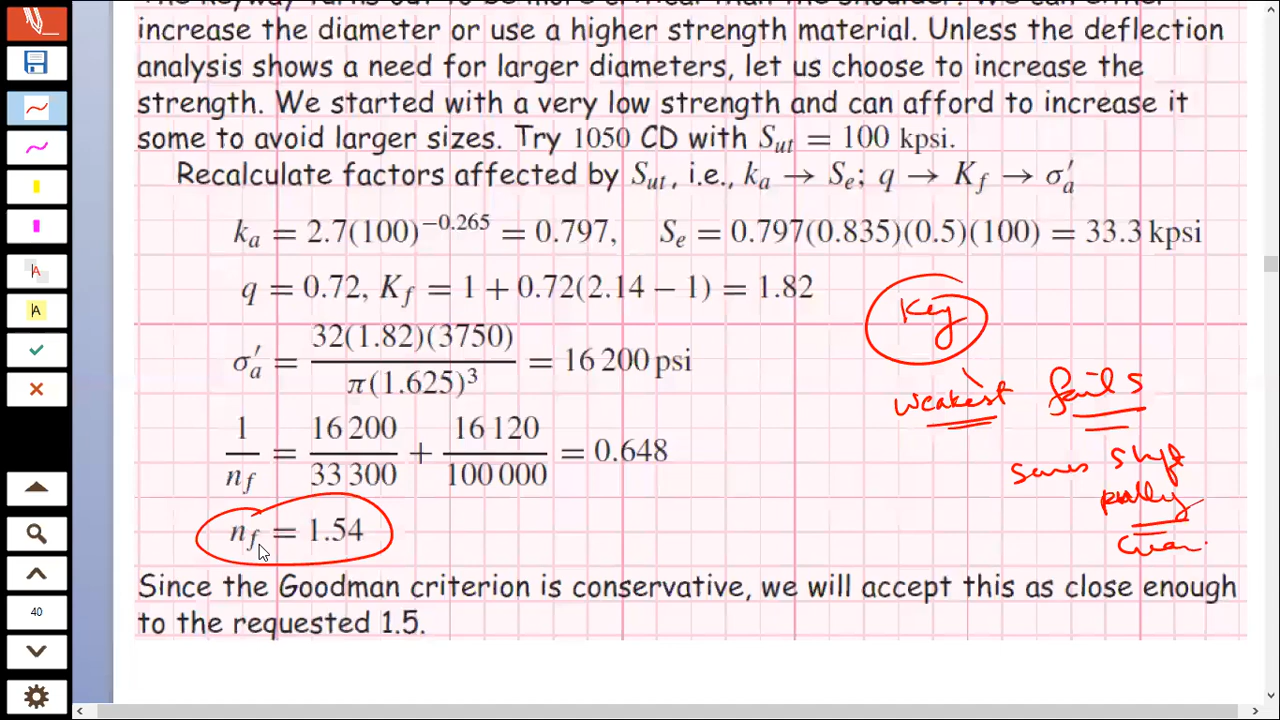 increase the diameter or use a higher strength material. Unless the deflection
analysis shows a need for larger diameters, let us choose to increase the
strength. We started with a very low strength and can afford to increase it
some to avoid larger sizes. Try 1050 CD with S_ut = 100 kpsi.
Recalculate factors affected by S_ut, i.e., k_a → S_e; q → K_f → σ′_a
k_a = 2.7(100)^−0.265 = 0.797, S_e = 0.797(0.835)(0.5)(100) = 33.3 kpsi
q = 0.72, K_f = 1 + 0.72(2.14 − 1) = 1.82
Key
σ′_a = 32(1.82)(3750) / π(1.625)^3 = 16 200 psi
weakest fails
1/n_f = 16 200/33 300 + 16 120/100 000 = 0.648
pully
n_f = 1.54
Since the Goodman criterion is conservative, we will accept this as close enough
to the requested 1.5.
A
A
40